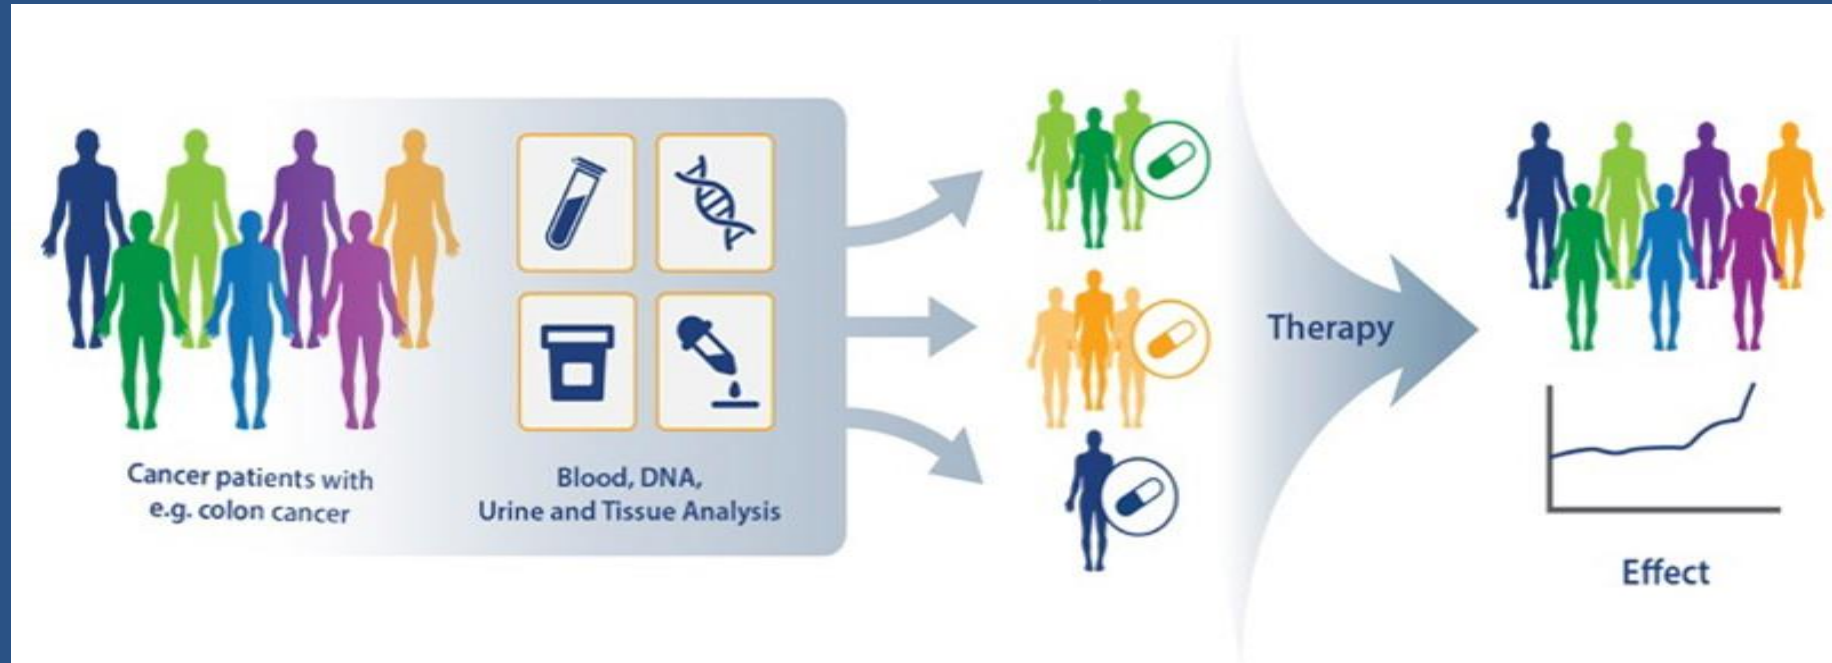 Cancer patients with
e.g. colon cancer
Blood, DNA,
Urine and Tissue Analysis
Therapy
Effect